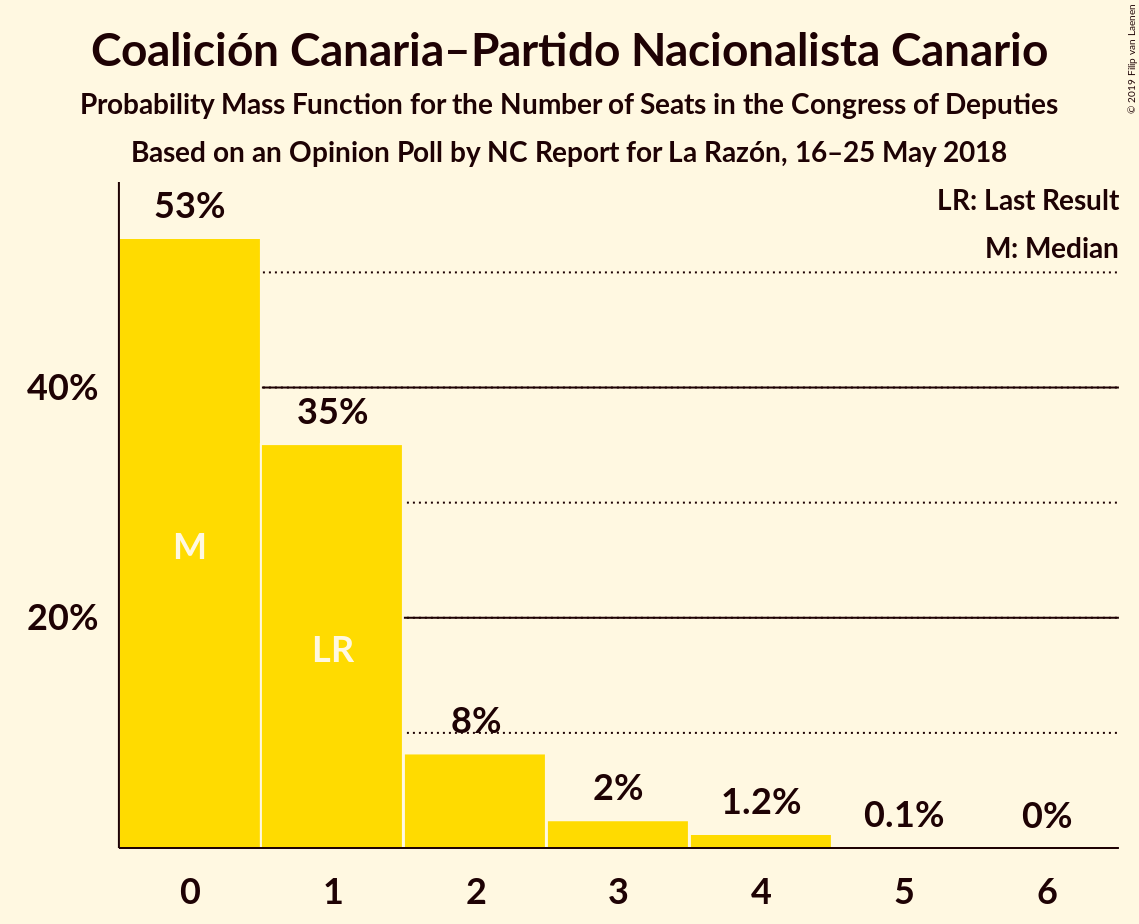 Coalición Canaria–Partido Nacionalista Canario
Probability Mass Function for the Number of Seats in the Congress of Deputies
Based on an Opinion Poll by NC Report for La Razón, 16–25 May 2018
© 2019 Filip van Laenen
LR: Last Result
M: Median
53%
40%
35%
M
20%
LR
8%
2%
1.2%
0.1%
0%
0 1 2 3 4 5 6